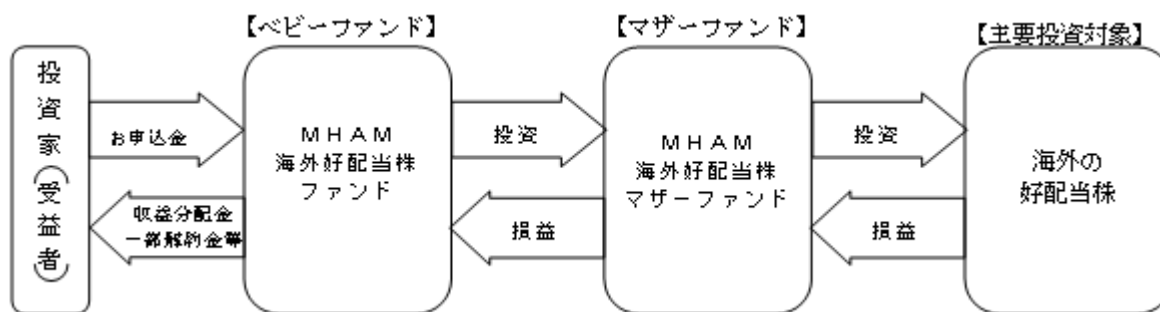 【ベビーファンド】
【マザーファンド】
【主要投資対象】
投資家(受益者)
お申込金
収益分配金
一部解約金等
MHAM
海外好配当株
ファンド
投資
損益
MHAM
海外好配当株
マザーファンド
投資
損益
海外の
好配当株